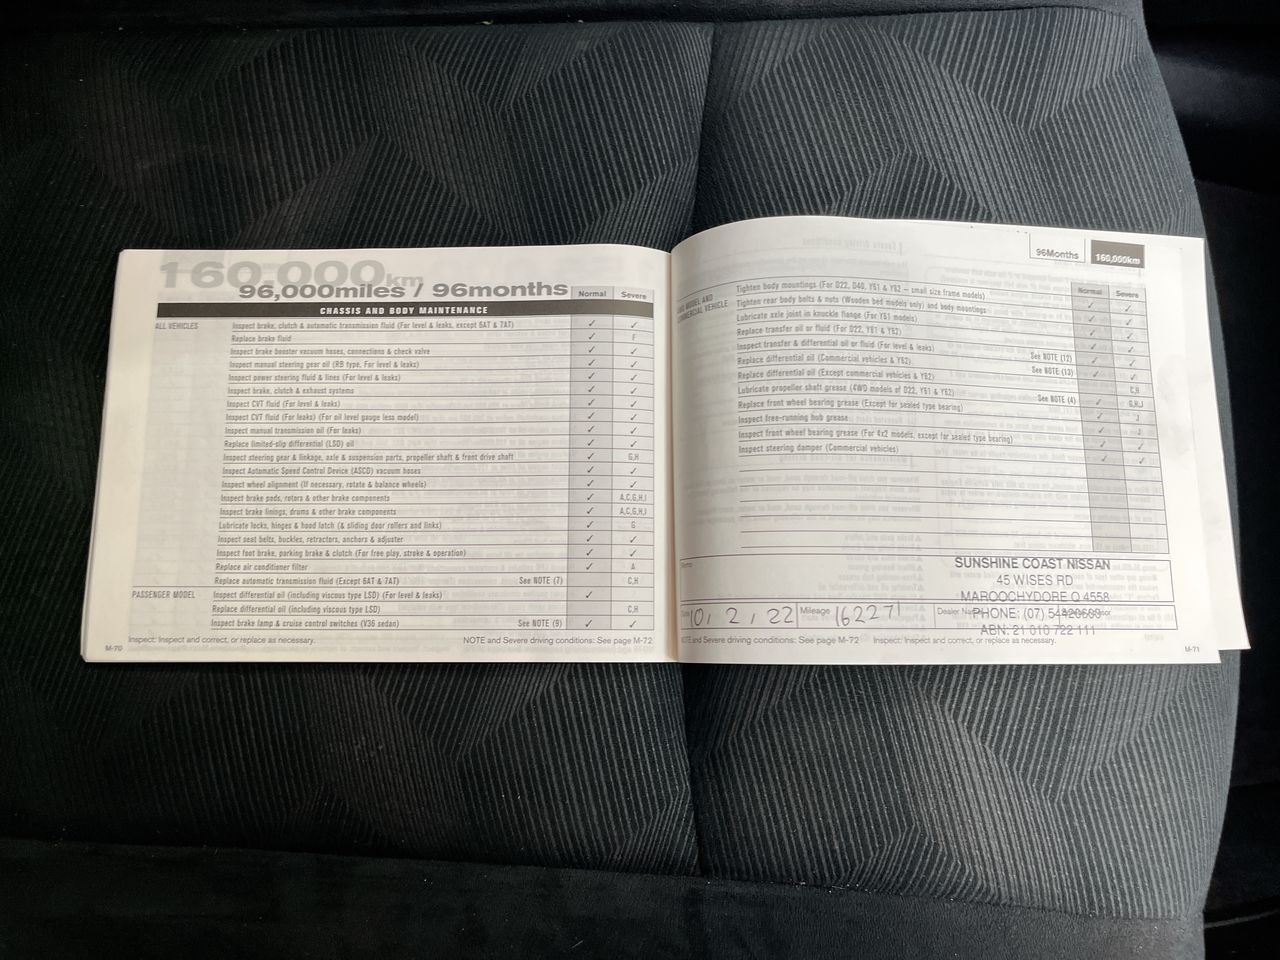 160,000km
96,000miles / 96months
Normal Severe
CHASSIS AND BODY MAINTENANCE
ALL VEHICLES Inspect brake, clutch & automatic transmission fluid (For level & leaks, except 6AT & 7AT) ✓ ✓
Replace brake fluid ✓ F
Inspect brake booster vacuum hoses, connections & check valve ✓ ✓
Inspect manual steering gear oil (RB type, For level & leaks) ✓ ✓
Inspect power steering fluid & lines (For level & leaks) ✓ ✓
Inspect brake, clutch & exhaust systems ✓ ✓
Inspect CVT fluid (For level & leaks) ✓ ✓
Inspect CVT fluid (For leaks) (For oil level gauge less model) ✓ ✓
Inspect manual transmission oil (For leaks) ✓ ✓
Replace limited-slip differential (LSD) oil ✓ ✓
Inspect steering gear & linkage, axle & suspension parts, propeller shaft & front drive shaft ✓ G,H
Inspect Automatic Speed Control Device (ASCD) vacuum hoses ✓ ✓
Inspect wheel alignment (If necessary, rotate & balance wheels) ✓ ✓
Inspect brake pads, rotors & other brake components ✓ A,C,G,H,I
Inspect brake linings, drums & other brake components ✓ A,C,G,H,I
Lubricate locks, hinges & hood latch (& sliding door rollers and links) ✓ G
Inspect seat belts, buckles, retractors, anchors & adjuster ✓ ✓
Inspect foot brake, parking brake & clutch (For free play, stroke & operation) ✓ ✓
Replace air conditioner filter ✓ A
Replace automatic transmission fluid (Except 6AT & 7AT) See NOTE (7) C,H
PASSENGER MODEL Inspect differential oil (including viscous type LSD) (For level & leaks) ✓
Replace differential oil (including viscous type LSD) C,H
Inspect brake lamp & cruise control switches (V36 sedan) See NOTE (9) ✓ ✓
Inspect: Inspect and correct, or replace as necessary. NOTE and Severe driving conditions: See page M-72
M-70
96Months 160,000km
Normal Severe
MODEL AND
COMMERCIAL VEHICLE
Tighten body mountings (For D22, D40, Y61 & Y62 – small size frame models) ✓ ✓
Tighten rear body bolts & nuts (Wooden bed models only) and body mountings ✓ ✓
Lubricate axle joint in knuckle flange (For Y61 models) ✓ ✓
Replace transfer oil or fluid (For D22, Y61 & Y62) ✓
Inspect transfer & differential oil or fluid (For level & leaks) ✓
Replace differential oil (Commercial vehicles & Y62) See NOTE (12) ✓ ✓
Replace differential oil (Except commercial vehicles & Y62) See NOTE (13) ✓ ✓
Lubricate propeller shaft grease (4WD models of D22, Y61 & Y62) C,H
Replace front wheel bearing grease (Except for sealed type bearing) See NOTE (4) ✓ G,H,J
Inspect free-running hub grease ✓ J
Inspect front wheel bearing grease (For 4x2 models, except for sealed type bearing) ✓ J
Inspect steering damper (Commercial vehicles) ✓ ✓
Memo
SUNSHINE COAST NISSAN
45 WISES RD
MAROOCHYDORE Q 4558
10, 2, 22 Mileage 162271 Dealer PHONE: (07)
ABN: 21 010 722 111
NOTE and Severe driving conditions: See page M-72 Inspect: Inspect and correct, or replace as necessary.
M-71